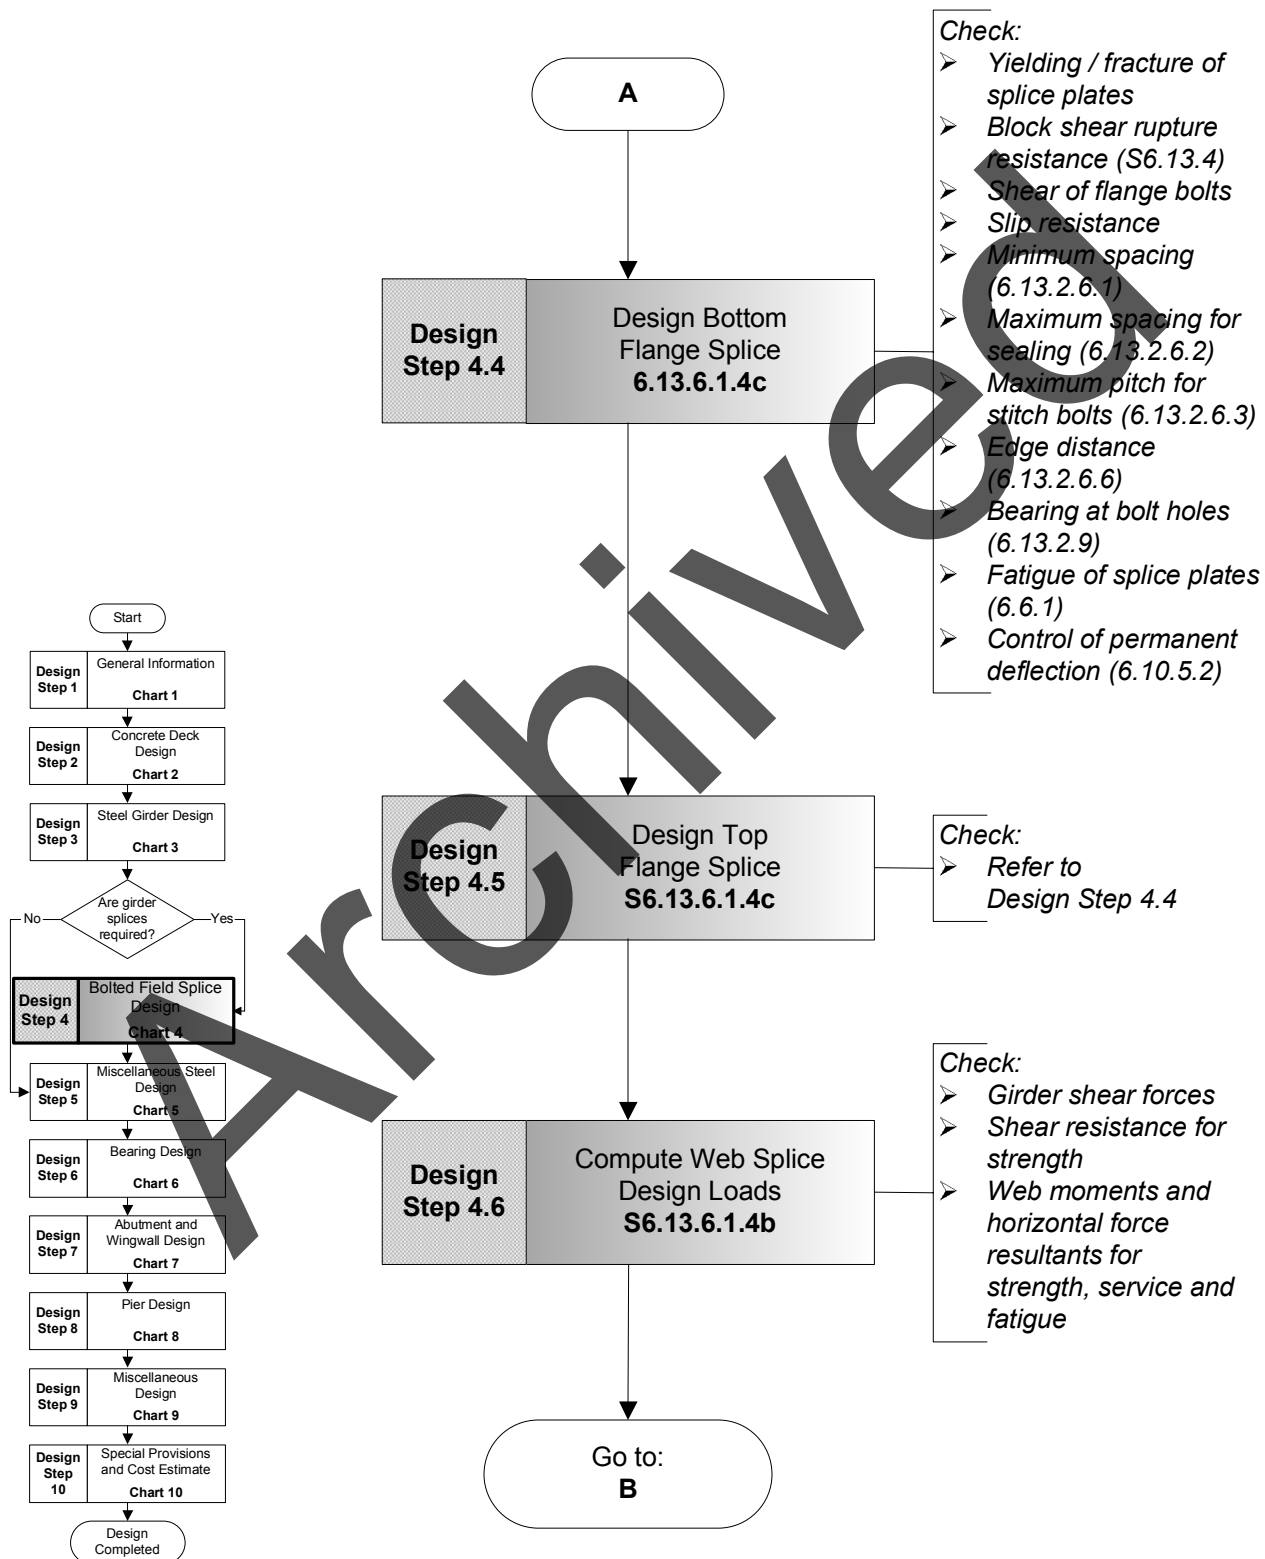 A
Check:
➢ Yielding / fracture of
splice plates
➢ Block shear rupture
resistance (S6.13.4)
➢ Shear of flange bolts
➢ Slip resistance
➢ Minimum spacing
(6.13.2.6.1)
➢ Maximum spacing for
sealing (6.13.2.6.2)
➢ Maximum pitch for
stitch bolts (6.13.2.6.3)
➢ Edge distance
(6.13.2.6.6)
➢ Bearing at bolt holes
(6.13.2.9)
➢ Fatigue of splice plates
(6.6.1)
➢ Control of permanent
deflection (6.10.5.2)
Design
Step 4.4
Design Bottom
Flange Splice
6.13.6.1.4c
Design
Step 4.5
Design Top
Flange Splice
S6.13.6.1.4c
Check:
➢ Refer to
Design Step 4.4
Design
Step 4.6
Compute Web Splice
Design Loads
S6.13.6.1.4b
Check:
➢ Girder shear forces
➢ Shear resistance for
strength
➢ Web moments and
horizontal force
resultants for
strength, service and
fatigue
Go to:
B
Start
Design
Step 1
General Information
Chart 1
Design
Step 2
Concrete Deck
Design
Chart 2
Design
Step 3
Steel Girder Design
Chart 3
Are girder
splices
required?
No
Yes
Design
Step 4
Bolted Field Splice
Design
Chart 4
Design
Step 5
Miscellaneous Steel
Design
Chart 5
Design
Step 6
Bearing Design
Chart 6
Design
Step 7
Abutment and
Wingwall Design
Chart 7
Design
Step 8
Pier Design
Chart 8
Design
Step 9
Miscellaneous
Design
Chart 9
Design
Step
10
Special Provisions
and Cost Estimate
Chart 10
Design
Completed
Archived